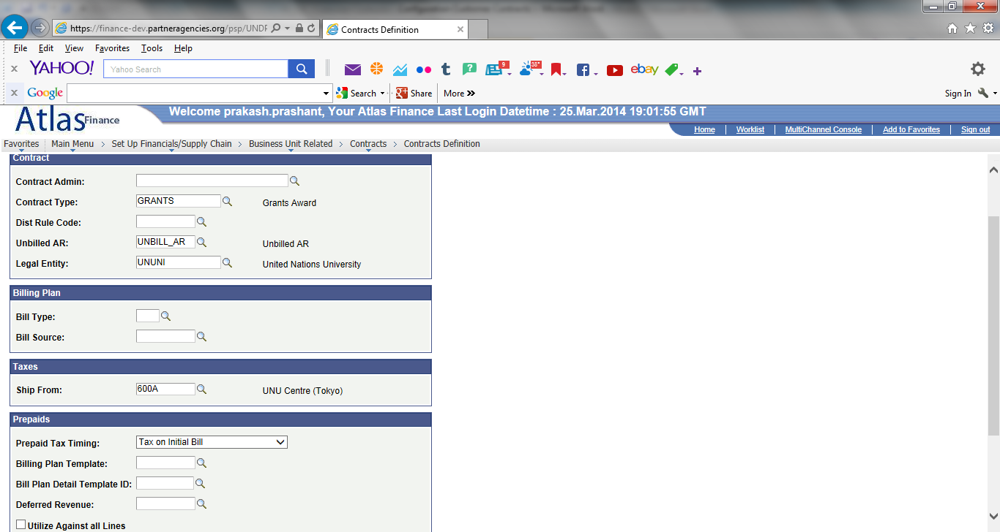 https://finance-dev.partneragencies.org/psp/UNDF
Contracts Definition
File Edit View Favorites Tools Help
YAHOO! Yahoo Search
t ? 9 38° f ebay
Google Search Share More Sign In
Atlas Finance
Welcome prakash.prashant, Your Atlas Finance Last Login Datetime : 25.Mar.2014 19:01:55 GMT
Home Worklist MultiChannel Console Add to Favorites Sign out
Favorites Main Menu > Set Up Financials/Supply Chain > Business Unit Related > Contracts > Contracts Definition
Contract
Contract Admin:
Contract Type: GRANTS Grants Award
Dist Rule Code:
Unbilled AR: UNBILL_AR Unbilled AR
Legal Entity: UNUNI United Nations University
Billing Plan
Bill Type:
Bill Source:
Taxes
Ship From: 600A UNU Centre (Tokyo)
Prepaids
Prepaid Tax Timing: Tax on Initial Bill
Billing Plan Template:
Bill Plan Detail Template ID:
Deferred Revenue:
Utilize Against all Lines